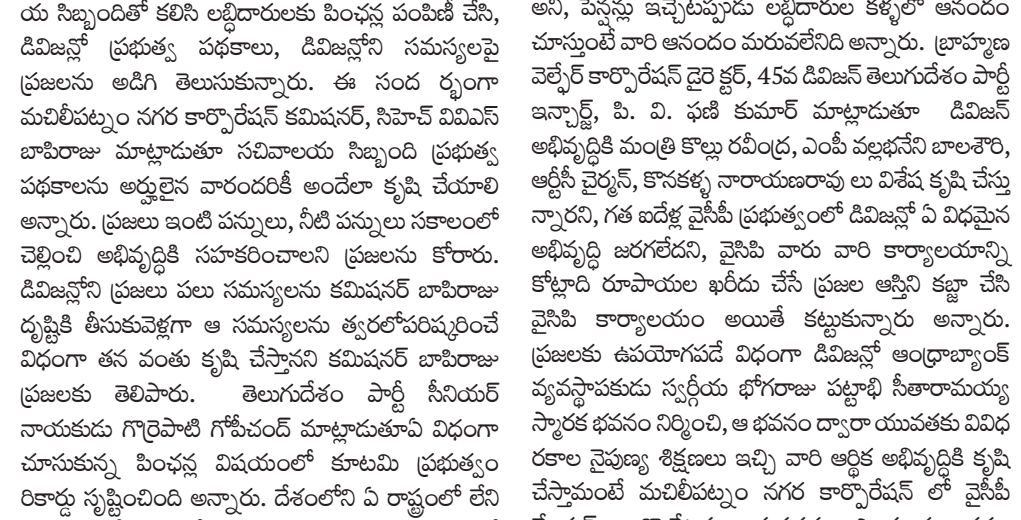 య సిబ్బందితో కలిసి లబ్ధిదారులకు పింఛన్ల పంపిణీ చేసి,
డివిజన్లో ప్రభుత్వ పథకాలు, డివిజన్లోని సమస్యలపై
ప్రజలను అడిగి తెలుసుకున్నారు. ఈ సంద ర్భంగా
మచిలీపట్నం నగర కార్పొరేషన్ కమిషనర్, సిహెచ్ వివిఎస్
బాపిరాజు మాట్లాడుతూ సచివాలయ సిబ్బంది ప్రభుత్వ
పథకాలను అర్హులైన వారందరికీ అందేలా కృషి చేయాలి
అన్నారు. ప్రజలు ఇంటి పన్నులు, నీటి పన్నులు సకాలంలో
చెల్లించి అభివృద్ధికి సహకరించాలని ప్రజలను కోరారు.
డివిజన్లోని ప్రజలు పలు సమస్యలను కమిషనర్ బాపిరాజు
దృష్టికి తీసుకువెళ్లగా ఆ సమస్యలను త్వరలోపరిష్కరించే
విధంగా తన వంతు కృషి చేస్తానని కమిషనర్ బాపిరాజు
ప్రజలకు తెలిపారు. తెలుగుదేశం పార్టీ సీనియర్
నాయకుడు గొర్రెపాటి గోపీచంద్ మాట్లాడుతూఏ విధంగా
చూసుకున్న పింఛన్ల విషయంలో కూటమి ప్రభుత్వం
రికార్డు సృష్టించింది అన్నారు. దేశంలోని ఏ రాష్ట్రంలో లేని
అని, పెన్షన్లు ఇచ్చేటప్పుడు లబ్ధిదారుల కళ్ళలో ఆనందం
చూస్తుంటే వారి ఆనందం మరువలేనిది అన్నారు. బ్రాహ్మణ
వెల్ఫేర్ కార్పొరేషన్ డైరె క్టర్, 45వ డివిజన్ తెలుగుదేశం పార్టీ
ఇన్చార్జ్, పి. వి. ఫణి కుమార్ మాట్లాడుతూ డివిజన్
అభివృద్ధికి మంత్రి కొల్లు రవీంద్ర, ఎంపీ వల్లభనేని బాలశౌరి,
ఆర్టీసీ చైర్మన్, కొనకళ్ళ నారాయణరావు లు విశేష కృషి చేస్తు
న్నారని, గత ఐదేళ్ల వైసీపీ ప్రభుత్వంలో డివిజన్లో ఏ విధమైన
అభివృద్ధి జరగలేదని, వైసిపి వారు వారి కార్యాలయాన్ని
కోట్లాది రూపాయల ఖరీదు చేసే ప్రజల ఆస్తిని కబ్జా చేసి
వైసిపి కార్యాలయం అయితే కట్టుకున్నారు అన్నారు.
ప్రజలకు ఉపయోగపడే విధంగా డివిజన్లో ఆంధ్రాబ్యాంక్
వ్యవస్థాపకుడు స్వర్గీయ భోగరాజు పట్టాభి సీతారామయ్య
స్మారక భవనం నిర్మించి, ఆ భవనం ద్వారా యువతకు వివిధ
రకాల నైపుణ్య శిక్షణలు ఇచ్చి వారి ఆర్థిక అభివృద్ధికి కృషి
చేస్తామంటే మచిలీపట్నం నగర కార్పొరేషన్ లో వైసీపీ